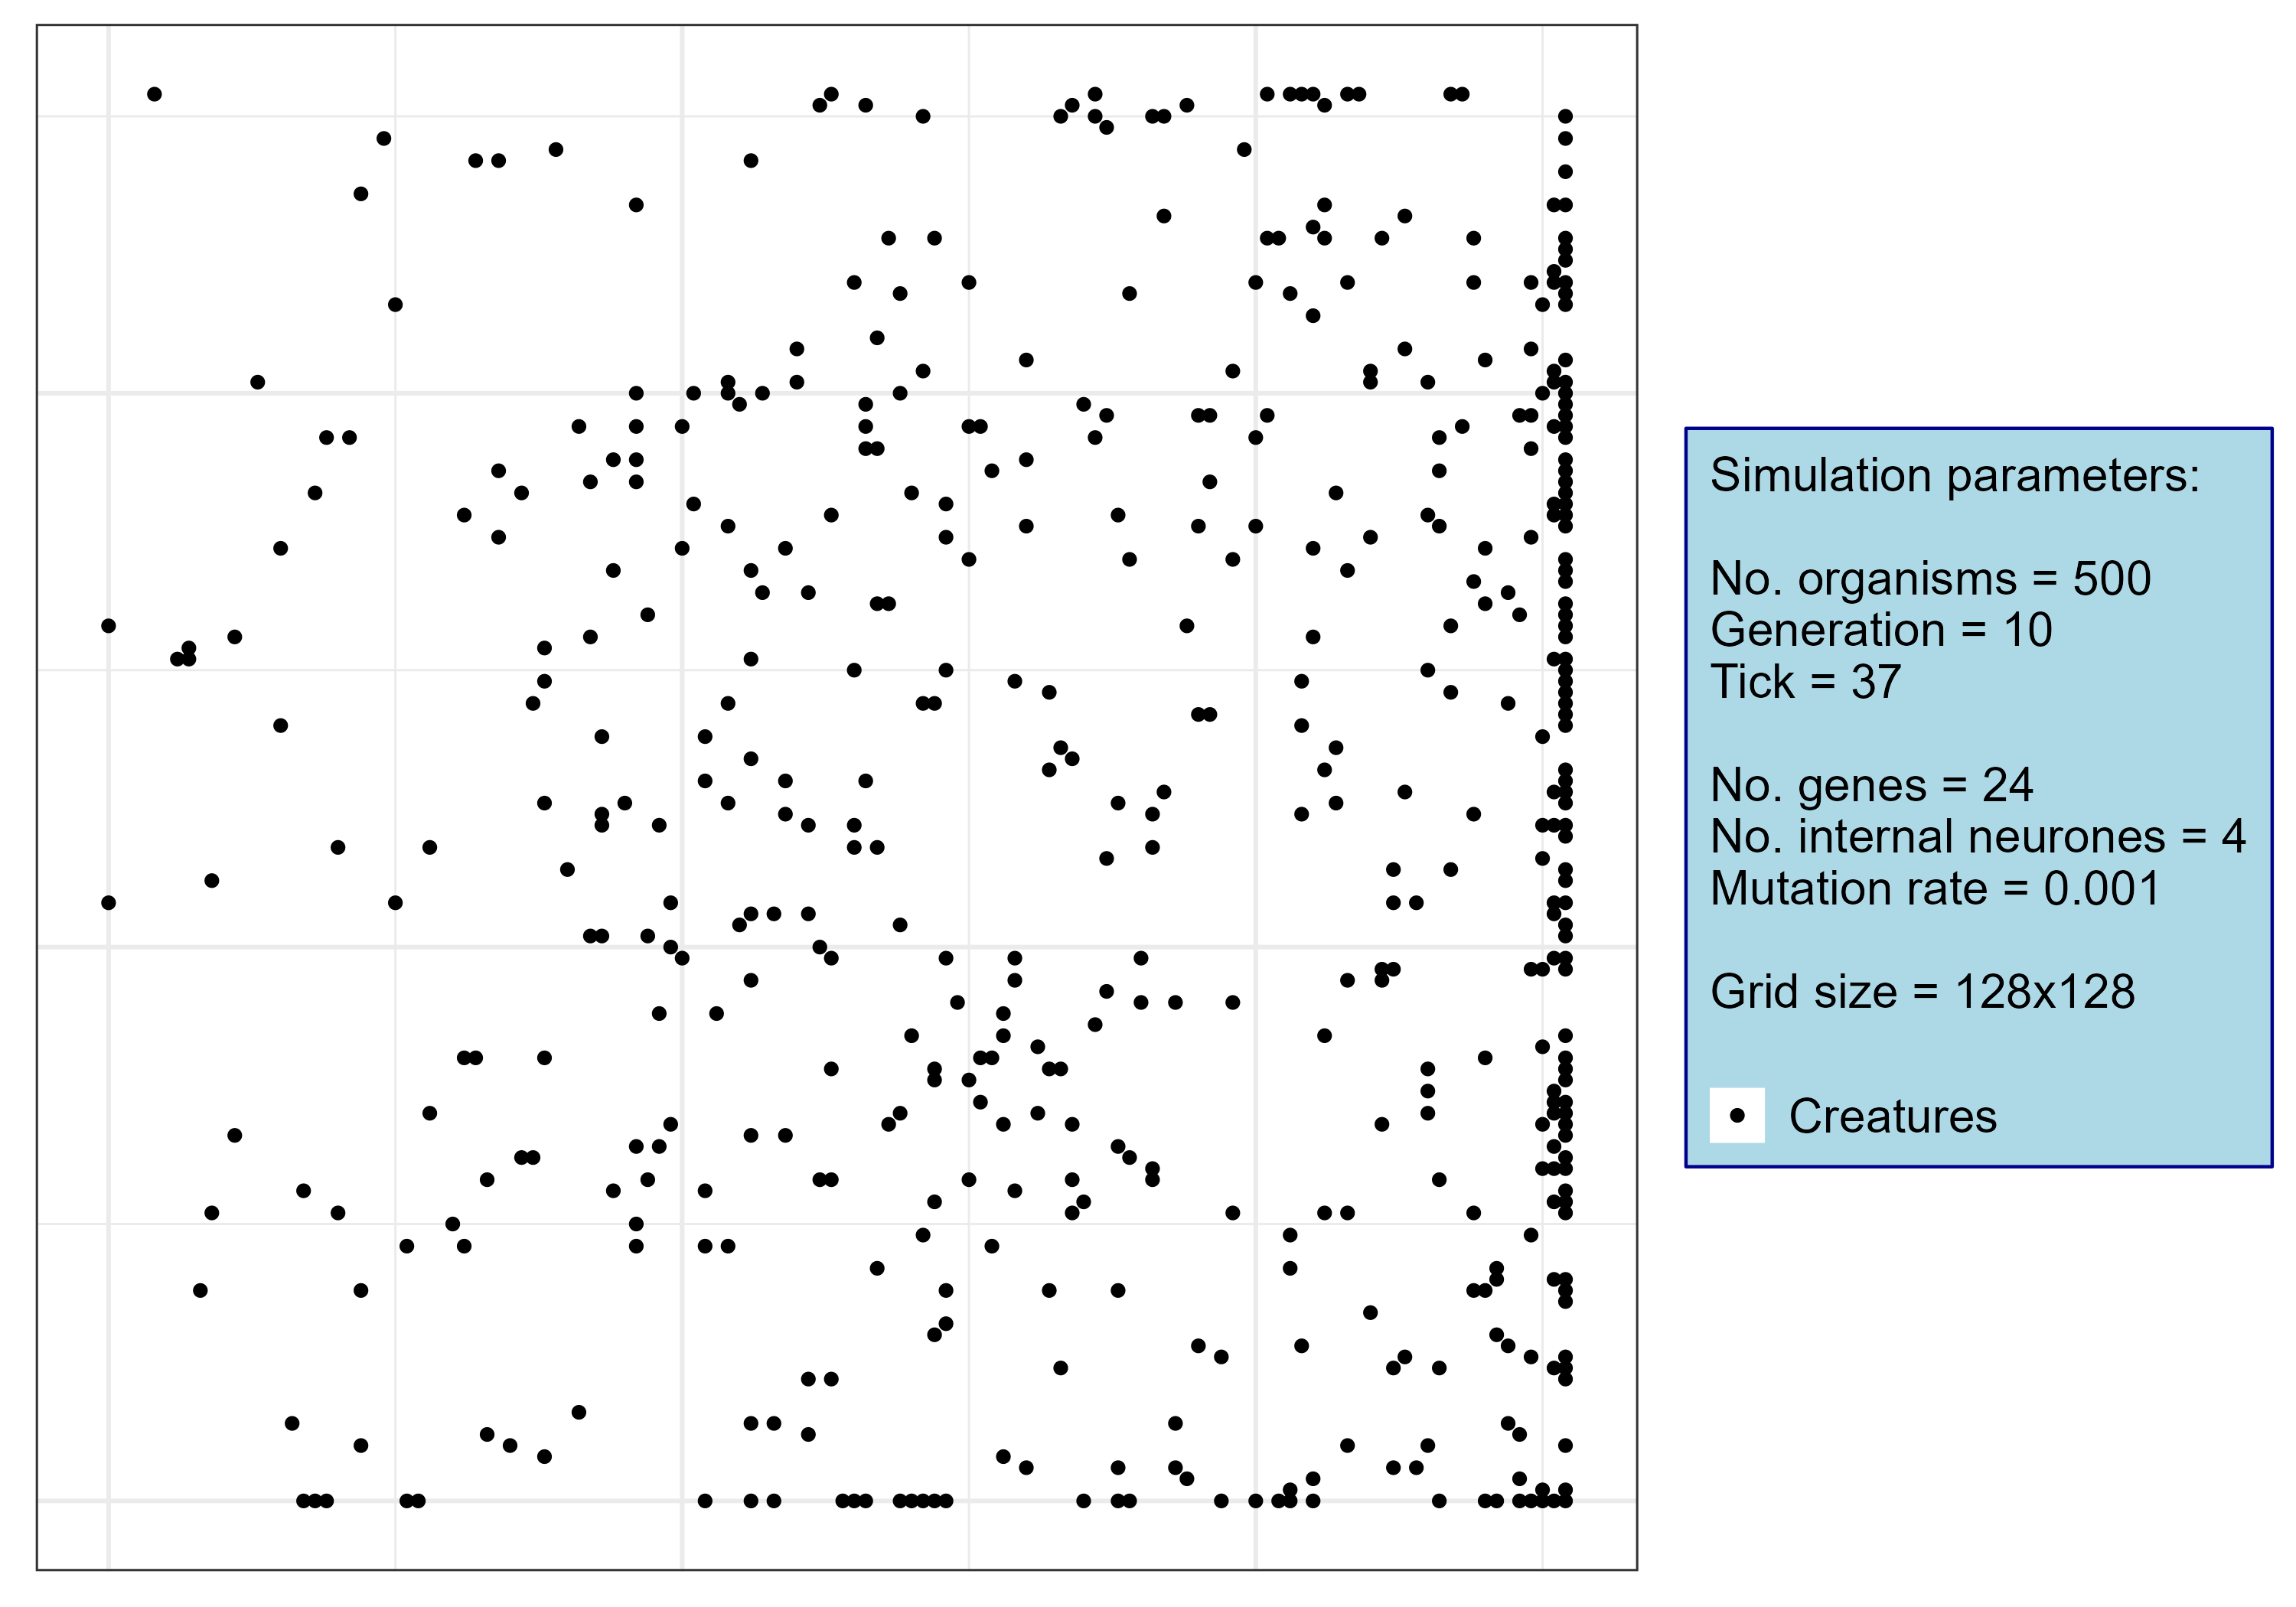 Simulation parameters:
No. organisms = 500
Generation = 10
Tick = 37
No. genes = 24
No. internal neurones = 4
Mutation rate = 0.001
Grid size = 128x128
Creatures